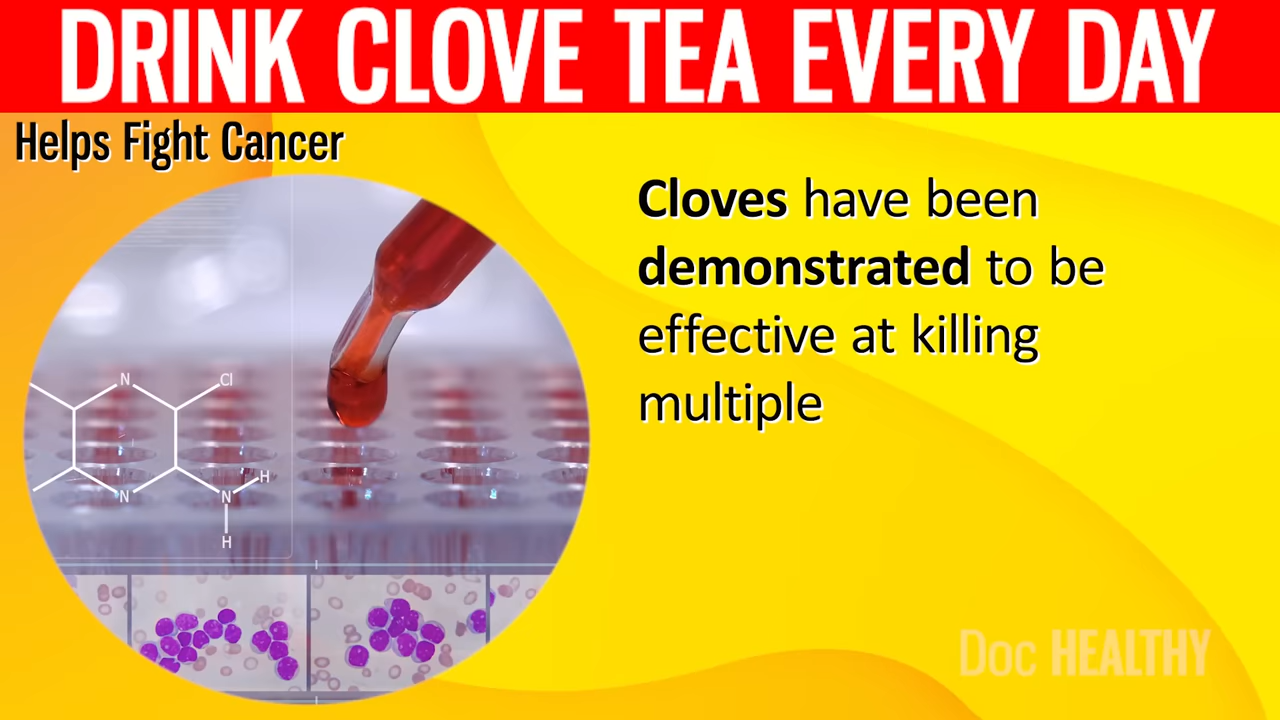 DRINK CLOVE TEA EVERY DAY
Helps Fight Cancer
Cloves have been
demonstrated to be
effective at killing
multiple
N
Cl
N
N
H
H
Doc HEALTHY